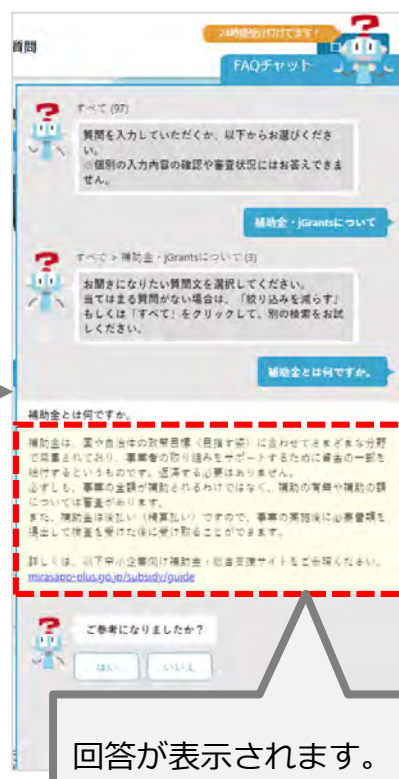 質問
24時間受け付けてます!
FAQチャット
すべて (97)
質問を入力していただくか、以下からお選びくださ
い。
※個別の入力内容の確認や審査状況にはお答えできま
せん。
補助金・jGrantsについて
すべて > 補助金・jGrantsについて (3)
お聞きになりたい質問文を選択してください。
当てはまる質問がない場合は、「絞り込みを減らす」
もしくは「すべて」をクリックして、別の検索をお試
しください。
補助金とは何ですか。
補助金とは何ですか。
補助金は、国や自治体の政策目標（目指す姿）に合わせてさまざまな分野
で募集されており、事業者の取り組みをサポートするために資金の一部を
給付するというものです。返済する必要はありません。
必ずしも、事業の全額が補助されるわけではなく、補助の有無や補助の額
については審査があります。
また、補助金は後払い（精算払い）ですので、事業の実施後に必要書類を
提出して検査を受けた後に受け取ることができます。
詳しくは、以下中小企業向け補助金・総合支援サイトをご参照ください。
mirasapo-plus.go.jp/subsidy/guide
ご参考になりましたか？
はい
いいえ
回答が表示されます。